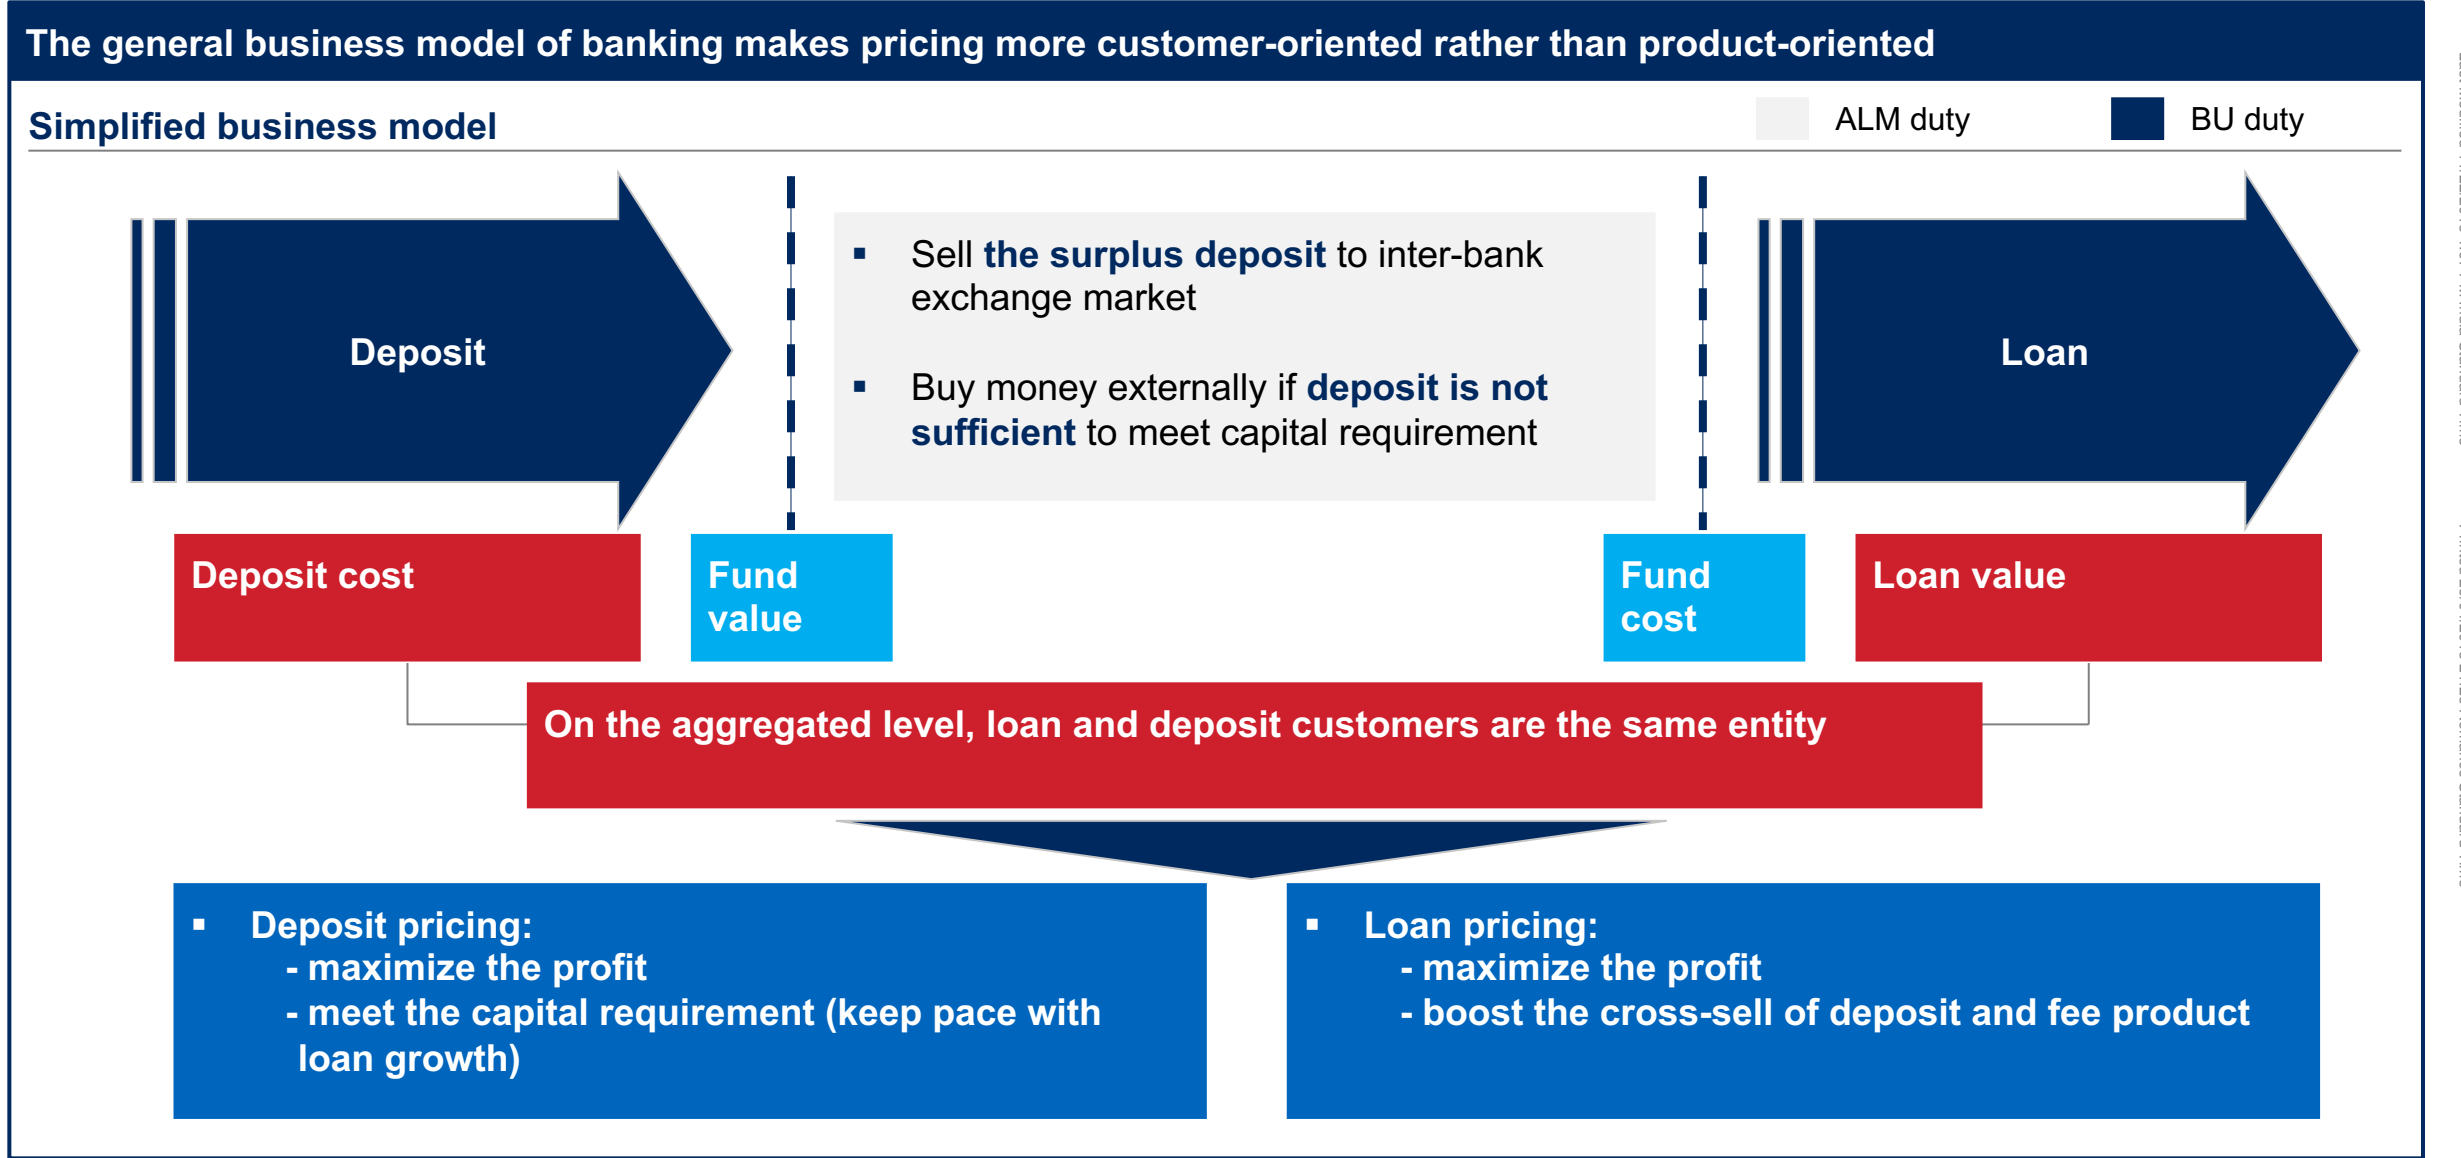 The general business model of banking makes pricing more customer-oriented rather than product-oriented
Simplified business model
ALM duty
BU duty
Deposit
▪ Sell the surplus deposit to inter-bank
exchange market
▪ Buy money externally if deposit is not
sufficient to meet capital requirement
Loan
Deposit cost
Fund
value
Fund
cost
Loan value
On the aggregated level, loan and deposit customers are the same entity
▪ Deposit pricing:
- maximize the profit
- meet the capital requirement (keep pace with
loan growth)
▪ Loan pricing:
- maximize the profit
- boost the cross-sell of deposit and fee product